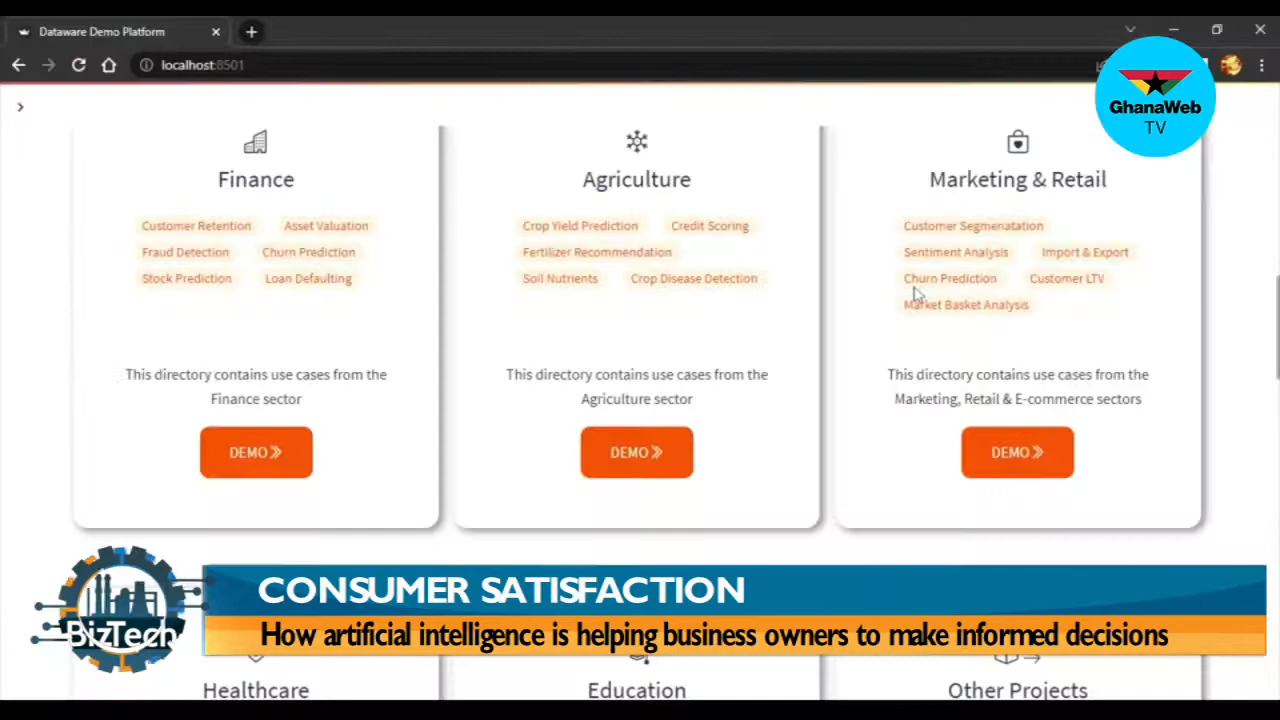 Dataware Demo Platform
localhost:8501
GhanaWeb
TV
Finance
Customer Retention Asset Valuation
Fraud Detection Churn Prediction
Stock Prediction Loan Defaulting
This directory contains use cases from the
Finance sector
DEMO
Agriculture
Crop Yield Prediction Credit Scoring
Fertilizer Recommendation
Soil Nutrients Crop Disease Detection
This directory contains use cases from the
Agriculture sector
DEMO
Marketing & Retail
Customer Segmenatation
Sentiment Analysis Import & Export
Churn Prediction Customer LTV
Market Basket Analysis
This directory contains use cases from the
Marketing, Retail & E-commerce sectors
DEMO
BizTech
CONSUMER SATISFACTION
How artificial intelligence is helping business owners to make informed decisions
Healthcare
Education
Other Projects